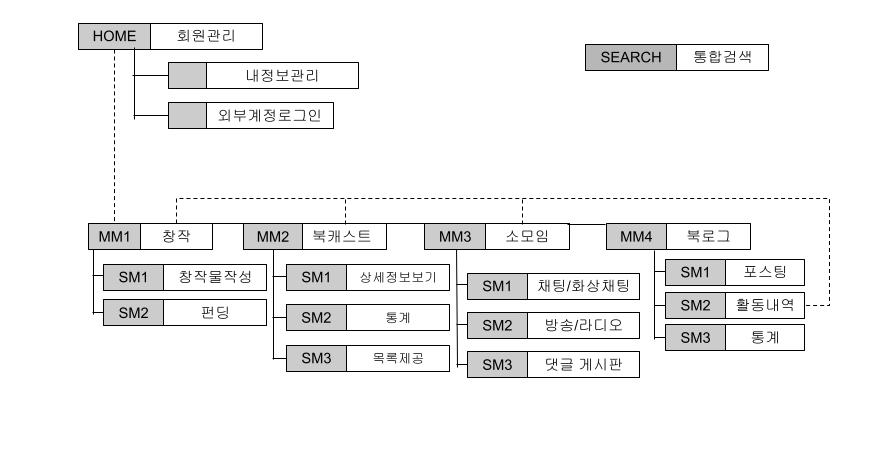 HOME 회원관리
SEARCH 통합검색
내정보관리
외부계정로그인
MM1 창작
MM2 북캐스트
MM3 소모임
MM4 북로그
SM1 창작물작성
SM2 펀딩
SM1 상세정보보기
SM2 통계
SM3 목록제공
SM1 채팅/화상채팅
SM2 방송/라디오
SM3 댓글 게시판
SM1 포스팅
SM2 활동내역
SM3 통계